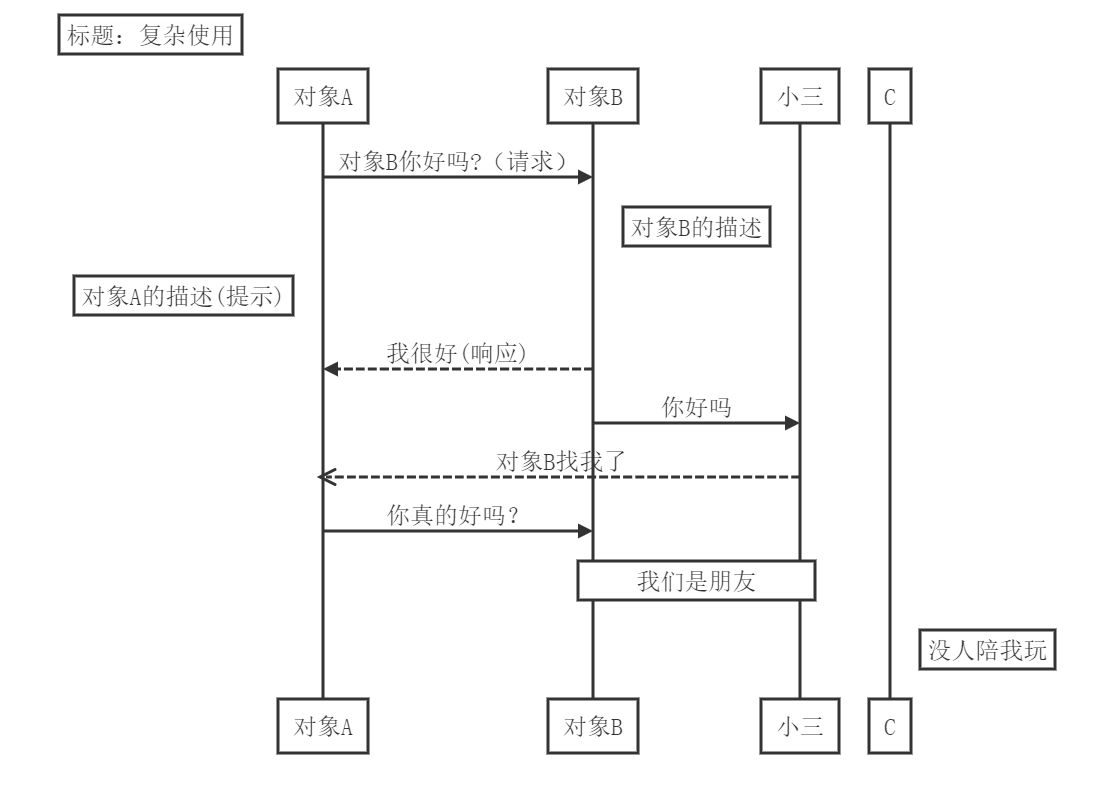 标题：复杂使用
对象A
对象B
小三
C
对象B你好吗?（请求）
对象B的描述
对象A的描述(提示)
我很好(响应)
你好吗
对象B找我了
你真的好吗？
我们是朋友
没人陪我玩
对象A
对象B
小三
C